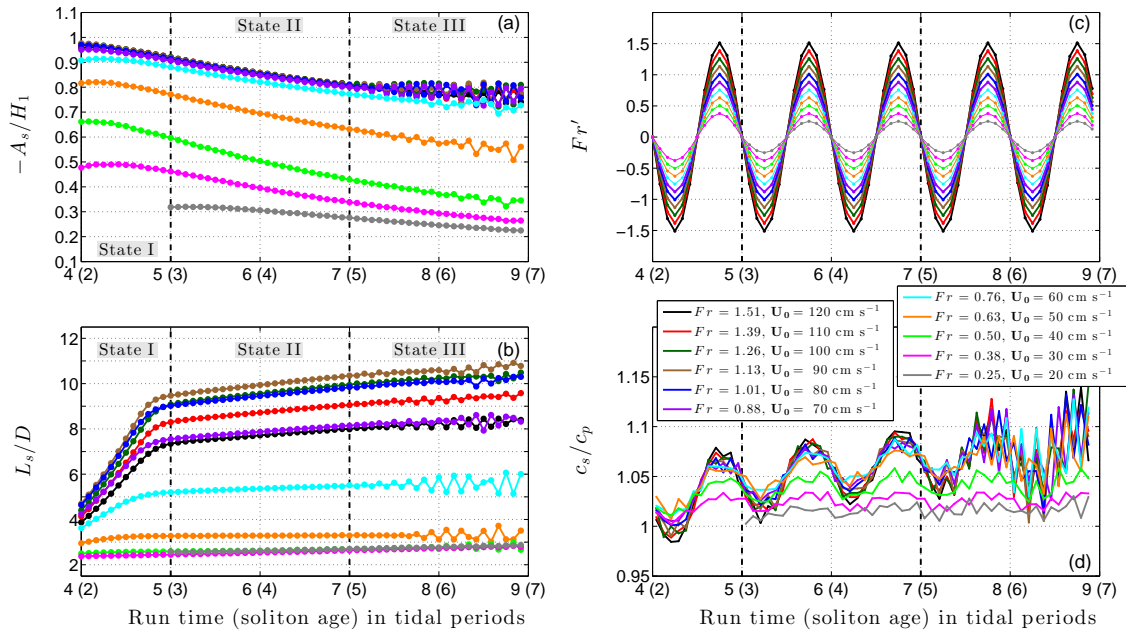 State II
State III
(a)
1.1
1
0.9
0.8
0.7
0.6
0.5
0.4
0.3
0.2
0.1
−A_s/H_1
State I
4 (2)
5 (3)
6 (4)
7 (5)
8 (6)
9 (7)
(c)
1.5
1
0.5
0
-0.5
-1
-1.5
Fr′
4 (2)
5 (3)
6 (4)
7 (5)
8 (6)
9 (7)
State I
State II
State III
(b)
12
10
8
6
4
2
L_s/D
4 (2)
5 (3)
6 (4)
7 (5)
8 (6)
9 (7)
Run time (soliton age) in tidal periods
Fr = 1.51, U₀ = 120 cm s⁻¹
Fr = 1.39, U₀ = 110 cm s⁻¹
Fr = 1.26, U₀ = 100 cm s⁻¹
Fr = 1.13, U₀ = 90 cm s⁻¹
Fr = 1.01, U₀ = 80 cm s⁻¹
Fr = 0.88, U₀ = 70 cm s⁻¹
Fr = 0.76, U₀ = 60 cm s⁻¹
Fr = 0.63, U₀ = 50 cm s⁻¹
Fr = 0.50, U₀ = 40 cm s⁻¹
Fr = 0.38, U₀ = 30 cm s⁻¹
Fr = 0.25, U₀ = 20 cm s⁻¹
1.2
1.15
1.1
1.05
1
0.95
c_s/c_p
(d)
4 (2)
5 (3)
6 (4)
7 (5)
8 (6)
9 (7)
Run time (soliton age) in tidal periods